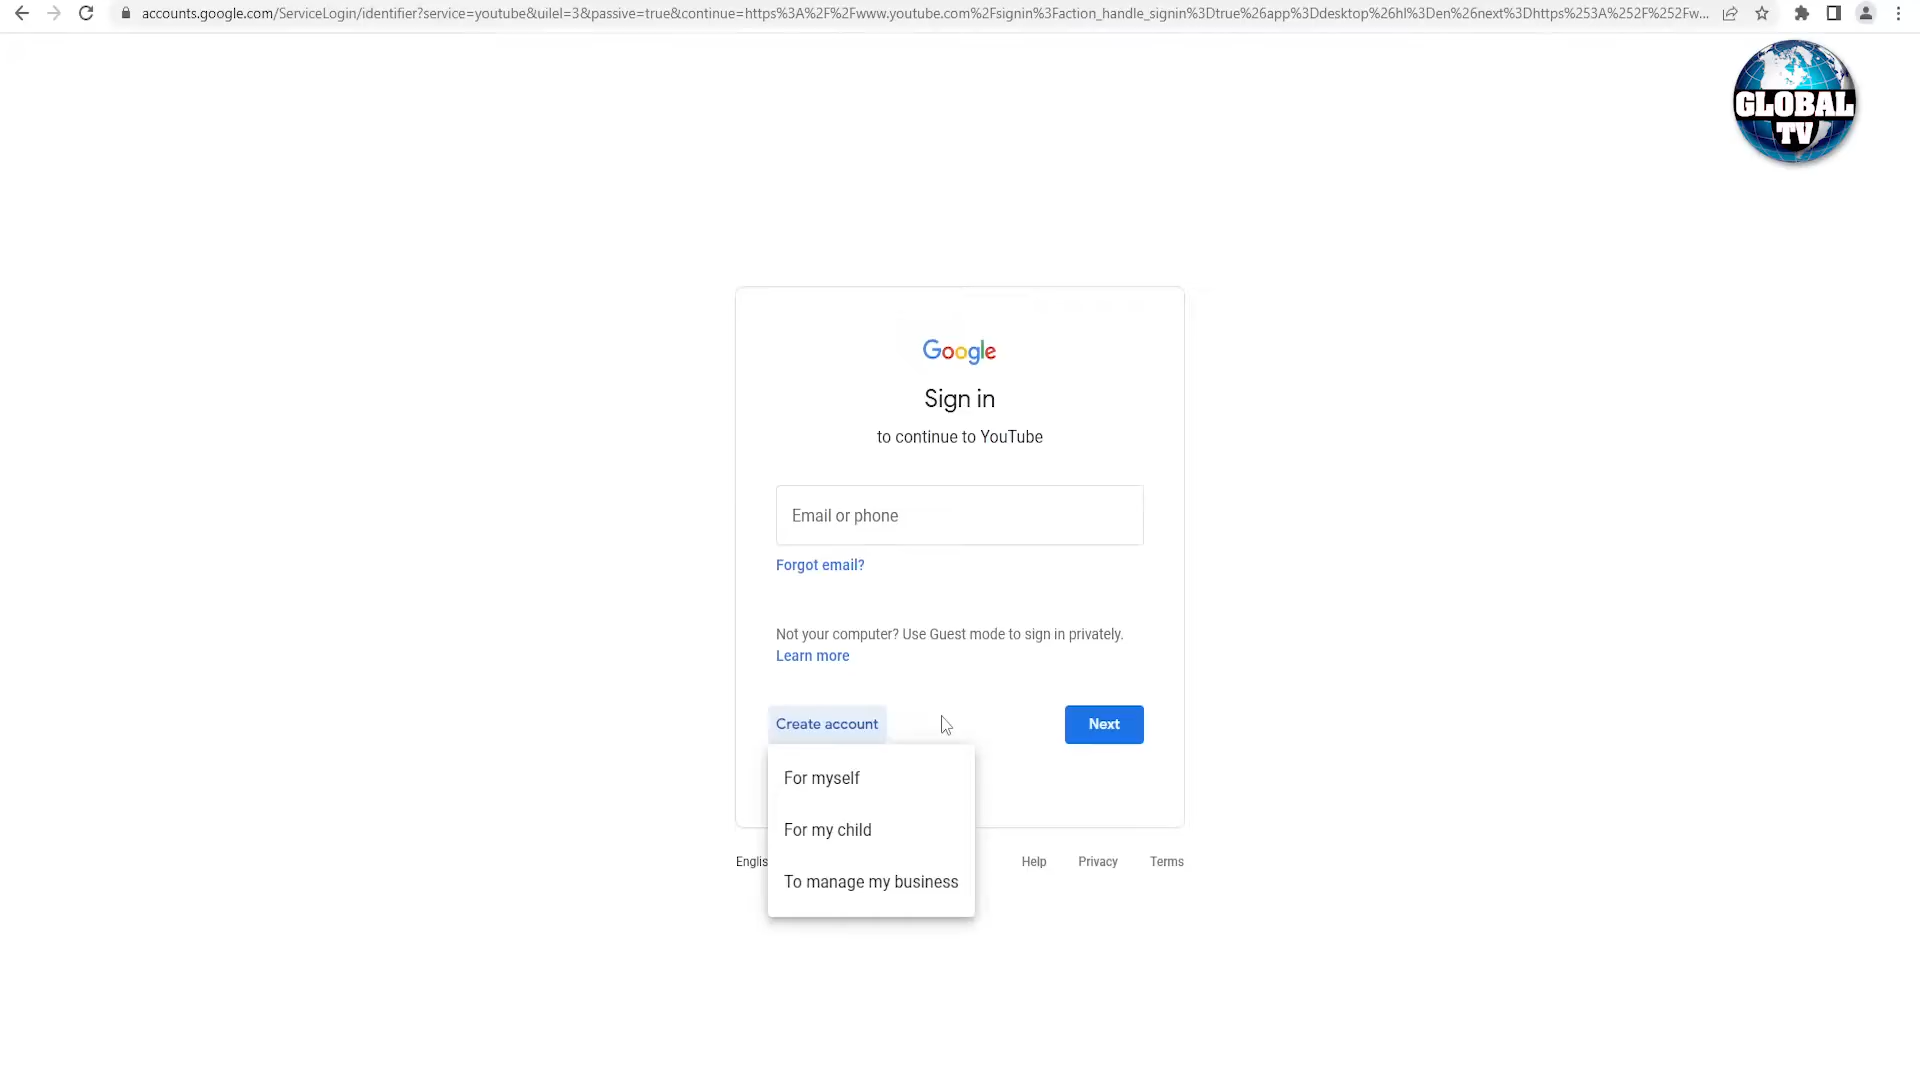 accounts.google.com/ServiceLogin/identifier?service=youtube&uilel=3&passive=true&continue=https%3A%2F%2Fwww.youtube.com%2Fsignin%3Faction_handle_signin%3Dtrue%26app%3Ddesktop%26hl%3Den%26next%3Dhttps%253A%252F%252Fw...
GLOBAL
TV
Google
Sign in
to continue to YouTube
Email or phone
Forgot email?
Not your computer? Use Guest mode to sign in privately.
Learn more
Create account
Next
For myself
For my child
Englis
Help
Privacy
Terms
To manage my business